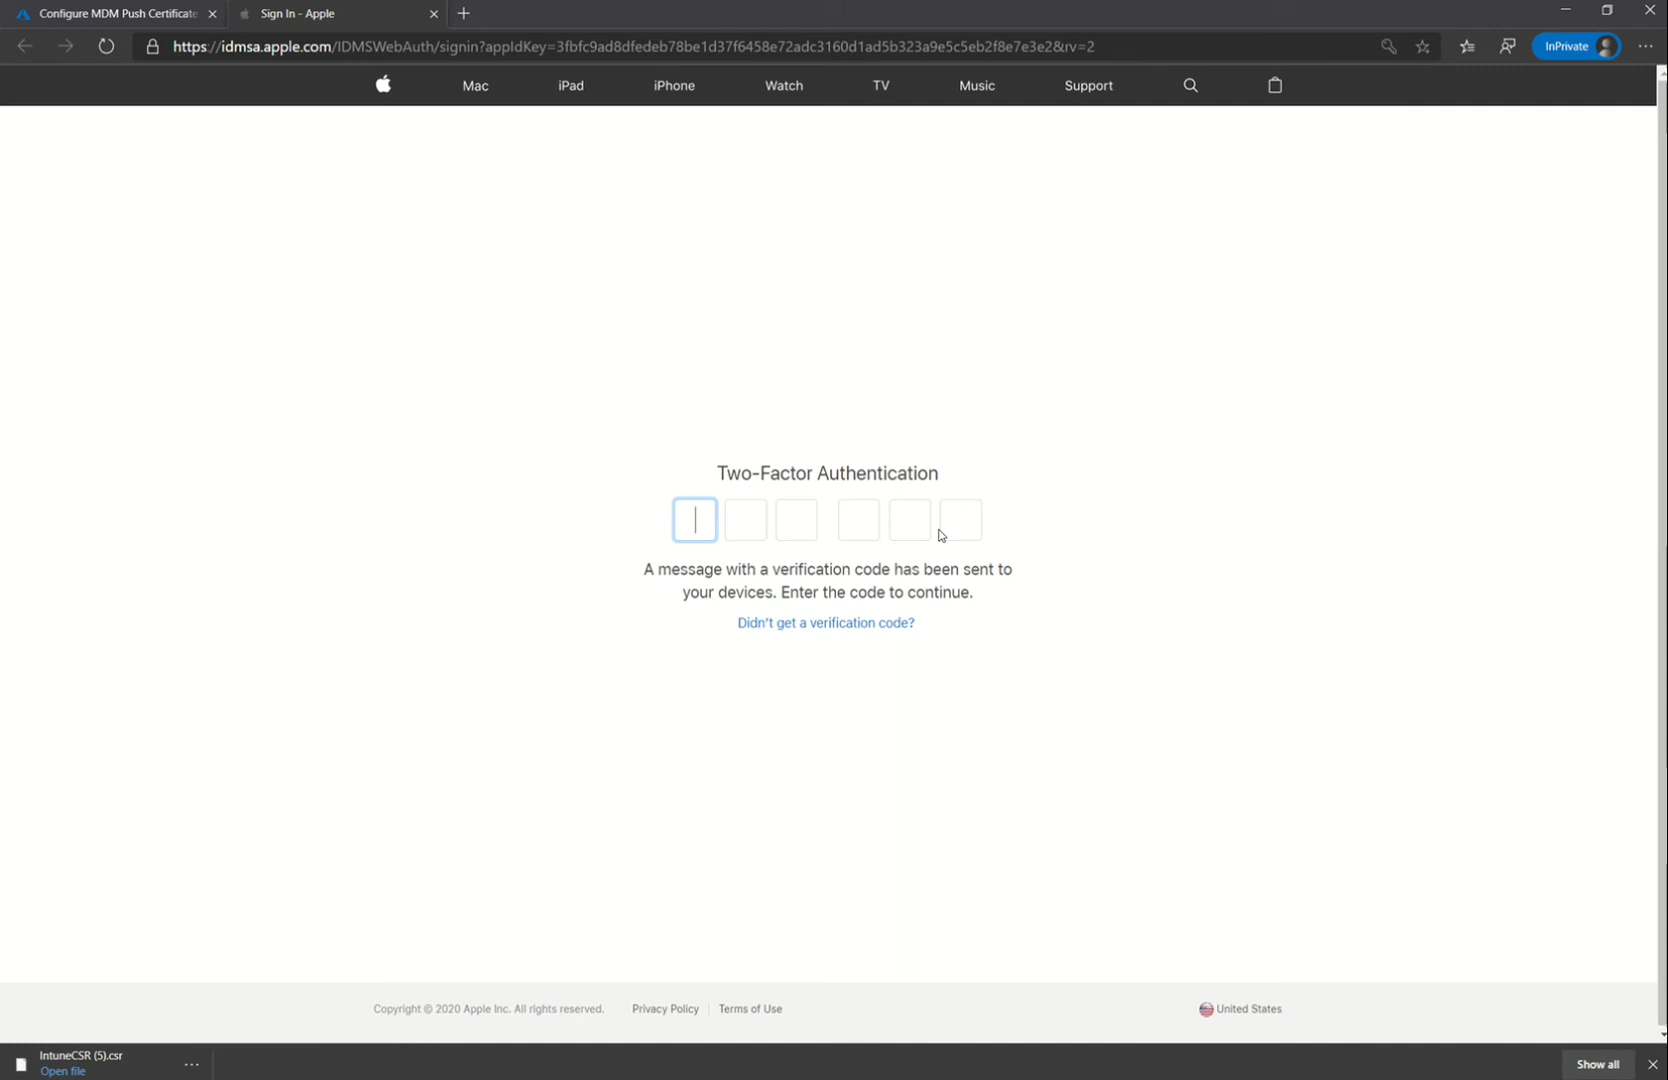 Configure MDM Push Certificate
Sign In - Apple
https://idmsa.apple.com/IDMSWebAuth/signin?appIdKey=3fbfc9ad8dfedeb78be1d37f6458e72adc3160d1ad5b323a9e5c5eb2f8e7e3e2&rv=2
InPrivate
Mac
iPad
iPhone
Watch
TV
Music
Support
Two-Factor Authentication
A message with a verification code has been sent to
your devices. Enter the code to continue.
Didn't get a verification code?
Copyright © 2020 Apple Inc. All rights reserved.
Privacy Policy
Terms of Use
United States
IntuneCSR (5).csr
Open file
Show all